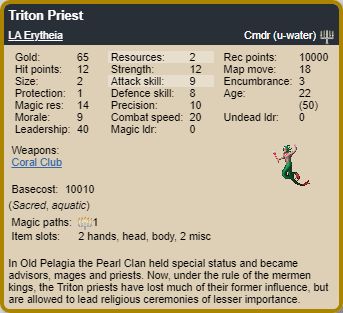 Triton Priest
LA Erytheia Cmdr (u-water)
Gold: 65 Resources: 2 Rec points: 10000
Hit points: 12 Strength: 12 Map move: 18
Size: 2 Attack skill: 9 Encumbrance: 3
Protection: 1 Defence skill: 8 Age: 22
Magic res: 14 Precision: 10 (50)
Morale: 9 Combat speed: 20 Undead ldr: 0
Leadership: 40 Magic ldr: 0
Weapons:
Coral Club
Basecost: 10010
(Sacred, aquatic)
Magic paths: 1
Item slots: 2 hands, head, body, 2 misc
In Old Pelagia the Pearl Clan held special status and became
advisors, mages and priests. Now, under the rule of the mermen
kings, the Triton priests have lost much of their former influence, but
are allowed to lead religious ceremonies of lesser importance.